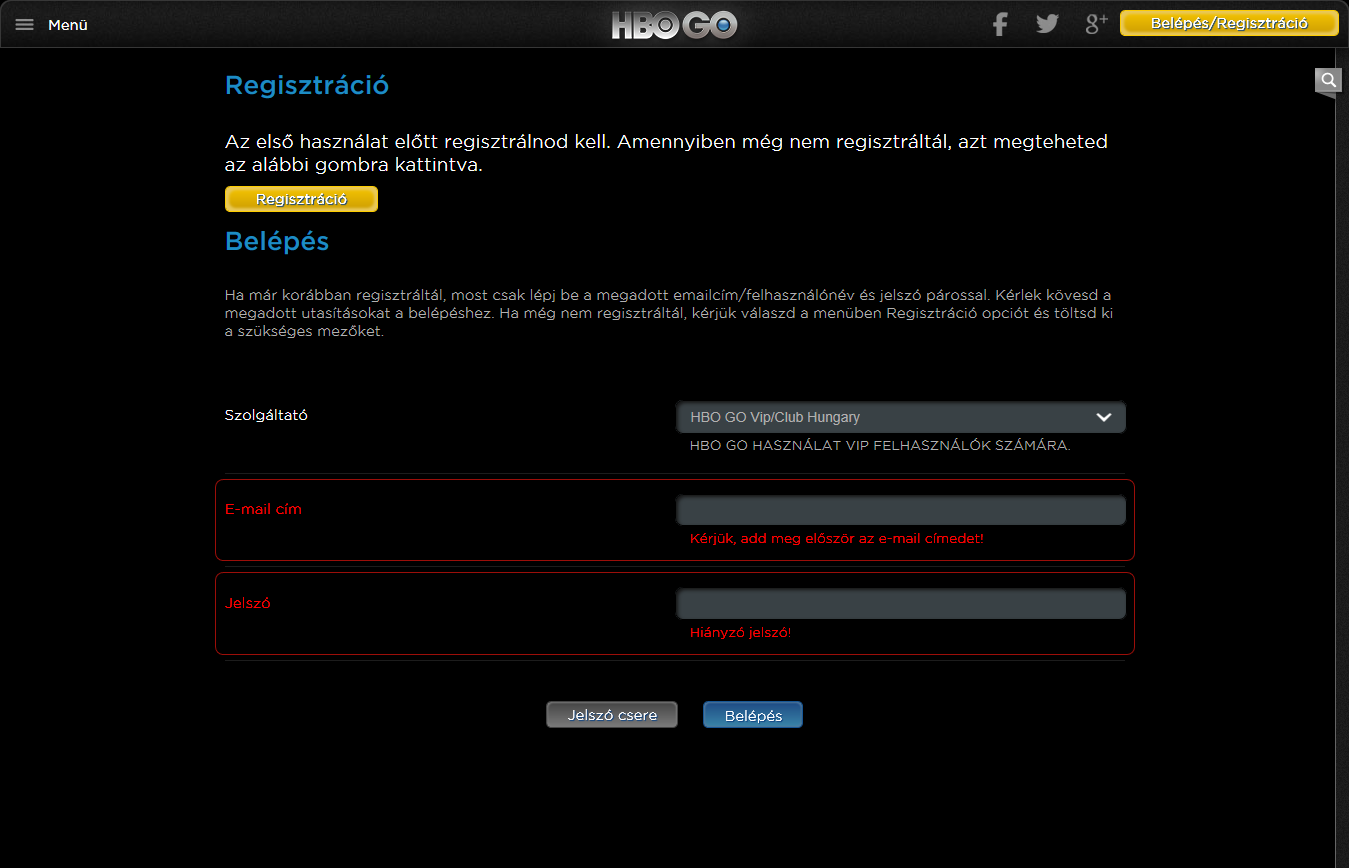 Menü
HBO GO
g+
Belépés/Regisztráció
Regisztráció
Az első használat előtt regisztrálnod kell. Amennyiben még nem regisztráltál, azt megteheted
az alábbi gombra kattintva.
Regisztráció
Belépés
Ha már korábban regisztráltál, most csak lépj be a megadott emailcím/felhasználónév és jelszó párossal. Kérlek kövesd a
megadott utasításokat a belépéshez. Ha még nem regisztráltál, kérjük válaszd a menüben Regisztráció opciót és töltsd ki
a szükséges mezőket.
Szolgáltató
HBO GO Vip/Club Hungary
HBO GO HASZNÁLAT VIP FELHASZNÁLÓK SZÁMÁRA.
E-mail cím
Kérjük, add meg először az e-mail címedet!
Jelszó
Hiányzó jelszó!
Jelszó csere
Belépés